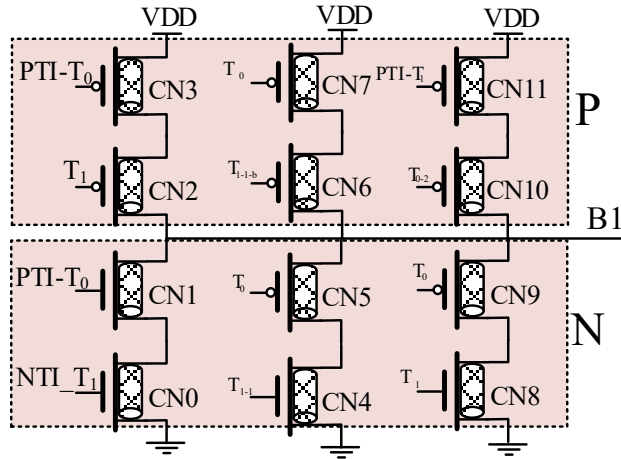 VDD VDD VDD
PTI-T0 CN3 T0 CN7 PTI-T1 CN11 P
T1 CN2 T1-1-b CN6 T0-2 CN10
B1
PTI-T0 CN1 T0 CN5 T0 CN9 N
NTI_T1 CN0 T1-1 CN4 T1 CN8